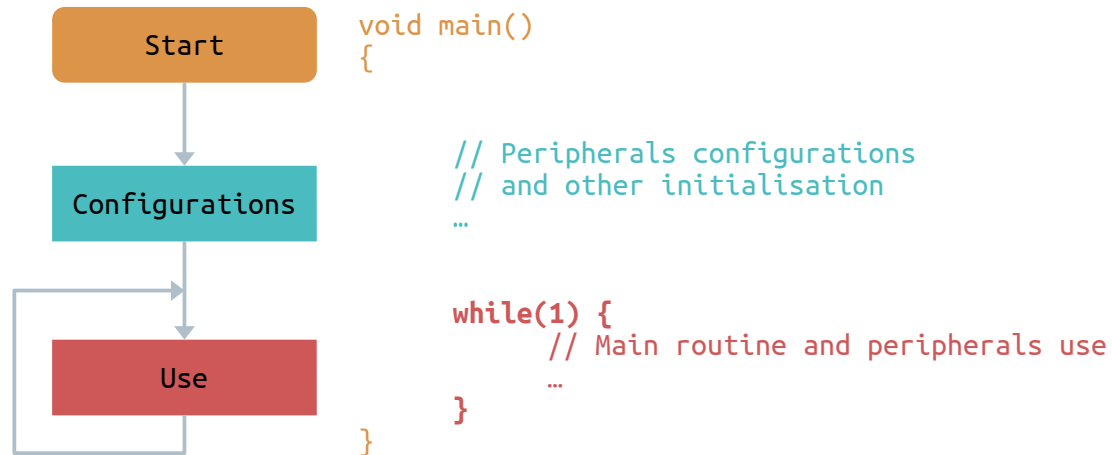 Start
Configurations
Use
void main()
{
// Peripherals configurations
// and other initialisation
…
while(1) {
// Main routine and peripherals use
…
}
}